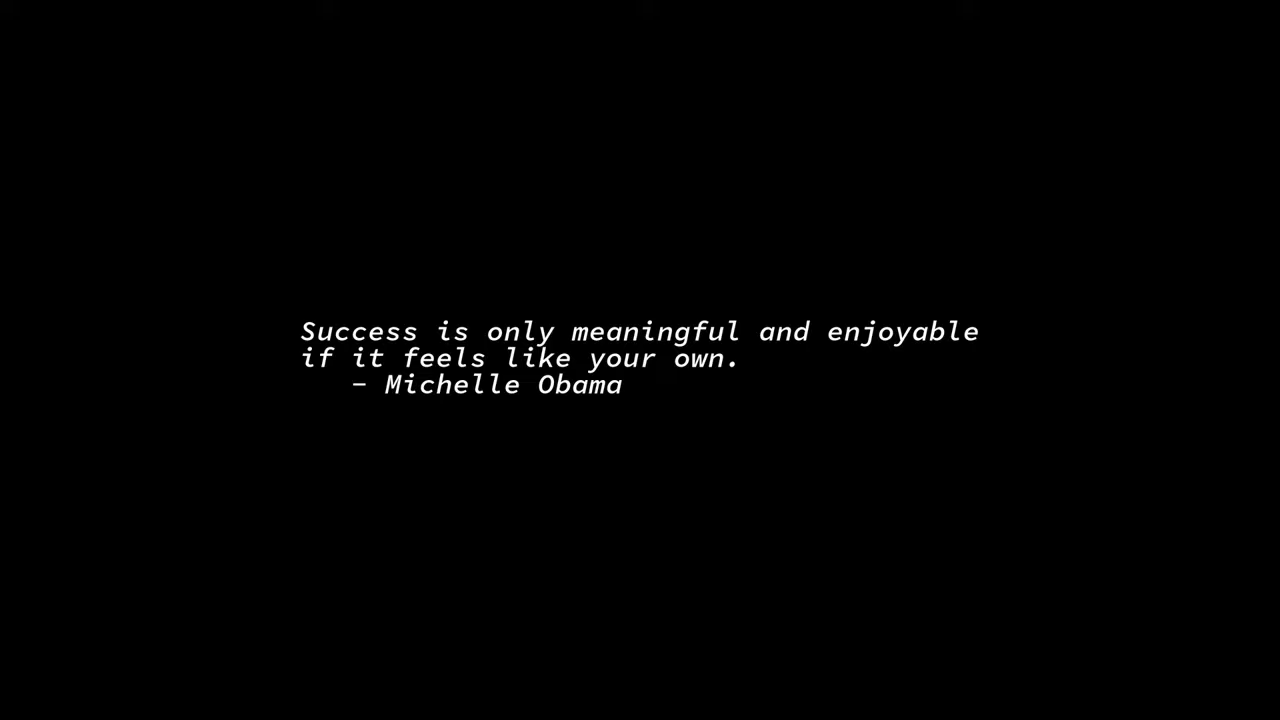 Success is only meaningful and enjoyable
if it feels like your own.
– Michelle Obama